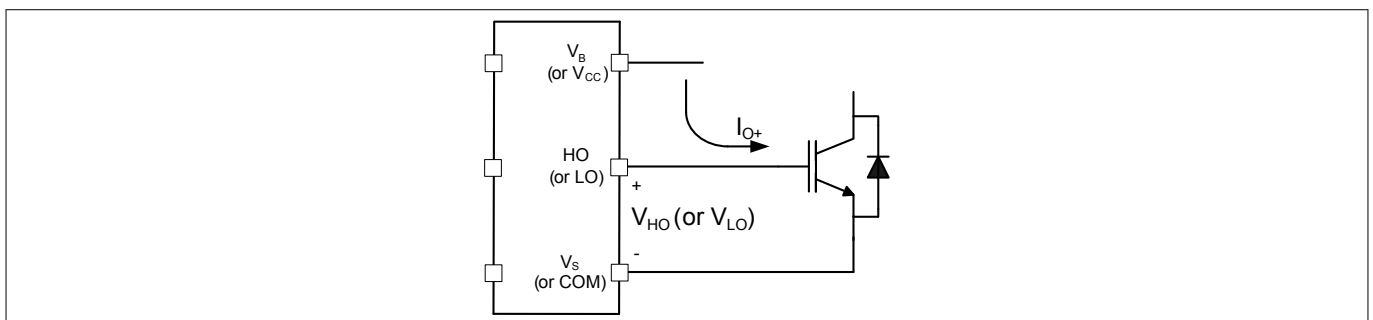 V_B
(or V_CC)
I_O+
HO
(or LO)
+
V_HO (or V_LO)
-
V_S
(or COM)